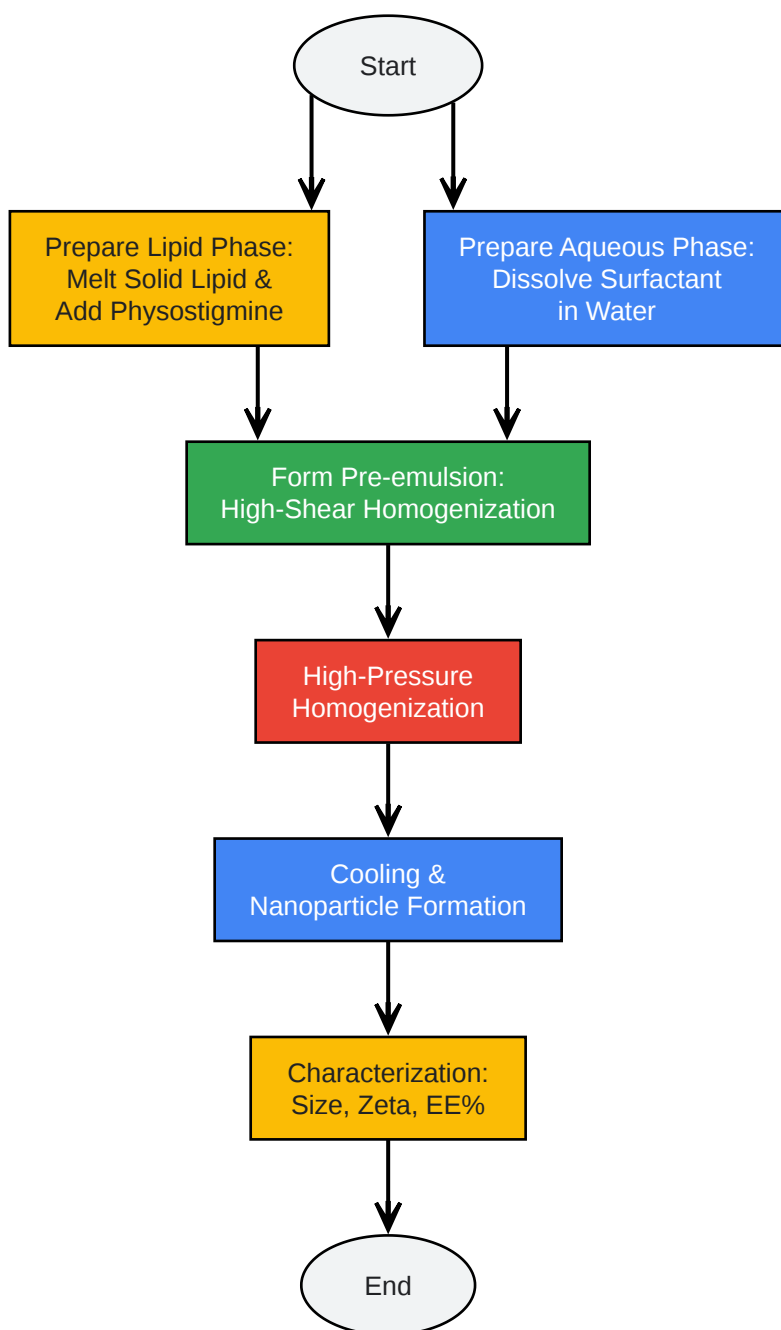 Start
Prepare Lipid Phase:
Melt Solid Lipid &
Add Physostigmine
Prepare Aqueous Phase:
Dissolve Surfactant
in Water
Form Pre-emulsion:
High-Shear Homogenization
High-Pressure
Homogenization
Cooling &
Nanoparticle Formation
Characterization:
Size, Zeta, EE%
End